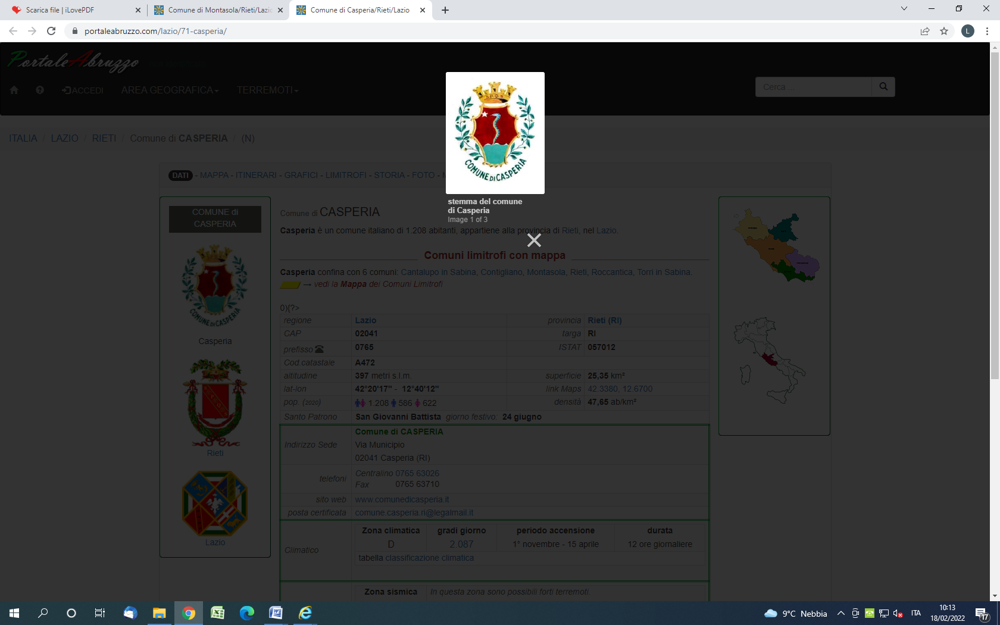 Scarica file | iLovePDF
Comune di Montasola/Rieti/Lazio
Comune di Casperia/Rieti/Lazio
portaleabruzzo.com/lazio/71-casperia/
L
PortaleAbruzzo
ACCEDI AREA GEOGRAFICA TERREMOTI
Cerca...
ITALIA / LAZIO / RIETI / Comune di CASPERIA / (N)
DATI - MAPPA - ITINERARI - GRAFICI - LIMITROFI - STORIA - FOTO -
S.P.Q.S.
COMUNE DI CASPERIA
stemma del comune
di Casperia
Image 1 of 3
COMUNE di
CASPERIA
COMUNE DI CASPERIA
Casperia
Rieti
Lazio
Comune di CASPERIA
Casperia è un comune italiano di 1.208 abitanti, appartiene alla provincia di Rieti, nel Lazio.
Comuni limitrofi con mappa
Casperia confina con 6 comuni: Cantalupo in Sabina, Contigliano, Montasola, Rieti, Roccantica, Torri in Sabina.
→ vedi la Mappa dei Comuni Limitrofi
0){?>
regione Lazio provincia Rieti (RI)
CAP 02041 targa RI
prefisso 0765 ISTAT 057012
Cod.catastale A472
altitudine 397 metri s.l.m. superficie 25,35 km²
lat-lon 42°20'17" - 12°40'12" link Maps 42.3380, 12.6700
pop. (2020) 1.208 586 622 densità 47,65 ab/km²
Santo Patrono San Giovanni Battista giorno festivo: 24 giugno
Indirizzo Sede Comune di CASPERIA
Via Municipio
02041 Casperia (RI)
telefoni Centralino 0765 63026
Fax 0765 63710
sito web www.comunedicasperia.it
posta certificata comune.casperia.ri@legalmail.it
Climatico Zona climatica gradi giorno periodo accensione durata
D 2.087 1° novembre - 15 aprile 12 ore giornaliere
tabella classificazione climatica
Zona sismica In questa zona sono possibili forti terremoti.
9°C Nebbia
ITA
10:13
18/02/2022
17